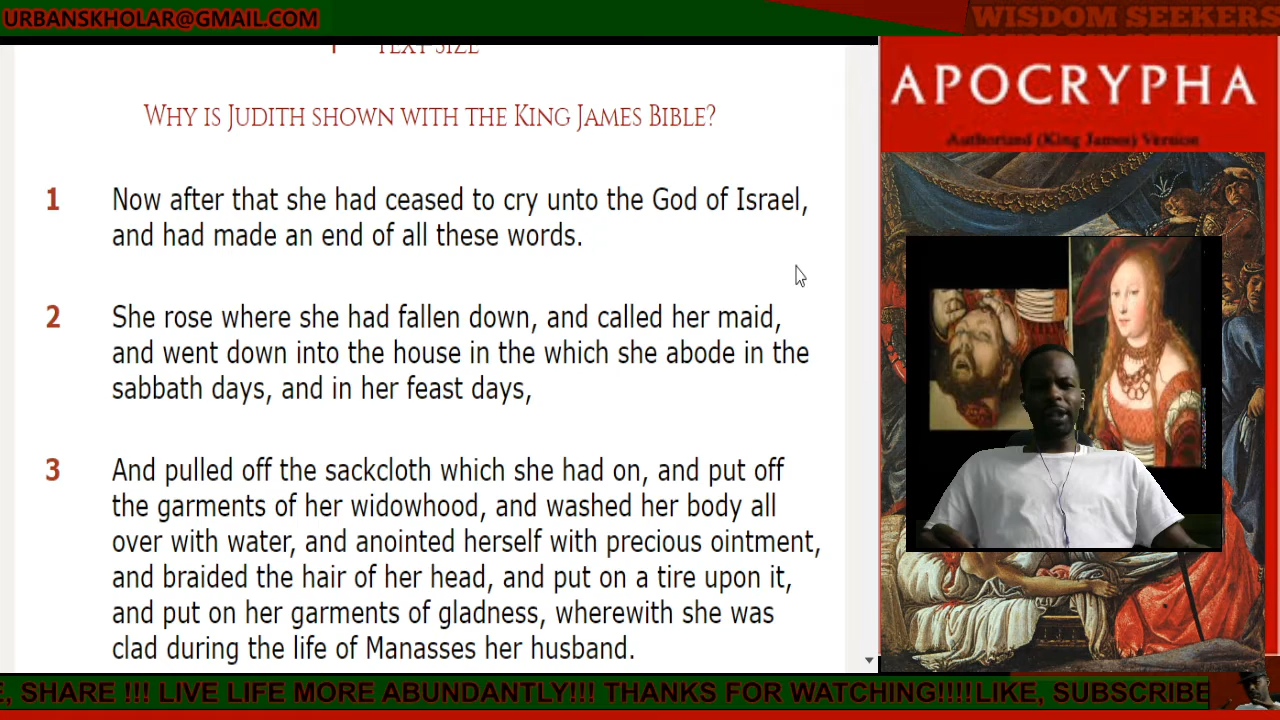 URBANSKHOLAR@GMAIL.COM
WISDOM SEEKERS
TEXT SIZE
WHY IS JUDITH SHOWN WITH THE KING JAMES BIBLE?
1 Now after that she had ceased to cry unto the God of Israel,
and had made an end of all these words.
2 She rose where she had fallen down, and called her maid,
and went down into the house in the which she abode in the
sabbath days, and in her feast days,
3 And pulled off the sackcloth which she had on, and put off
the garments of her widowhood, and washed her body all
over with water, and anointed herself with precious ointment,
and braided the hair of her head, and put on a tire upon it,
and put on her garments of gladness, wherewith she was
clad during the life of Manasses her husband.
APOCRYPHA
Authorized (King James) Version
E, SHARE !!! LIVE LIFE MORE ABUNDANTLY!!! THANKS FOR WATCHING!!!!LIKE, SUBSCRIBE